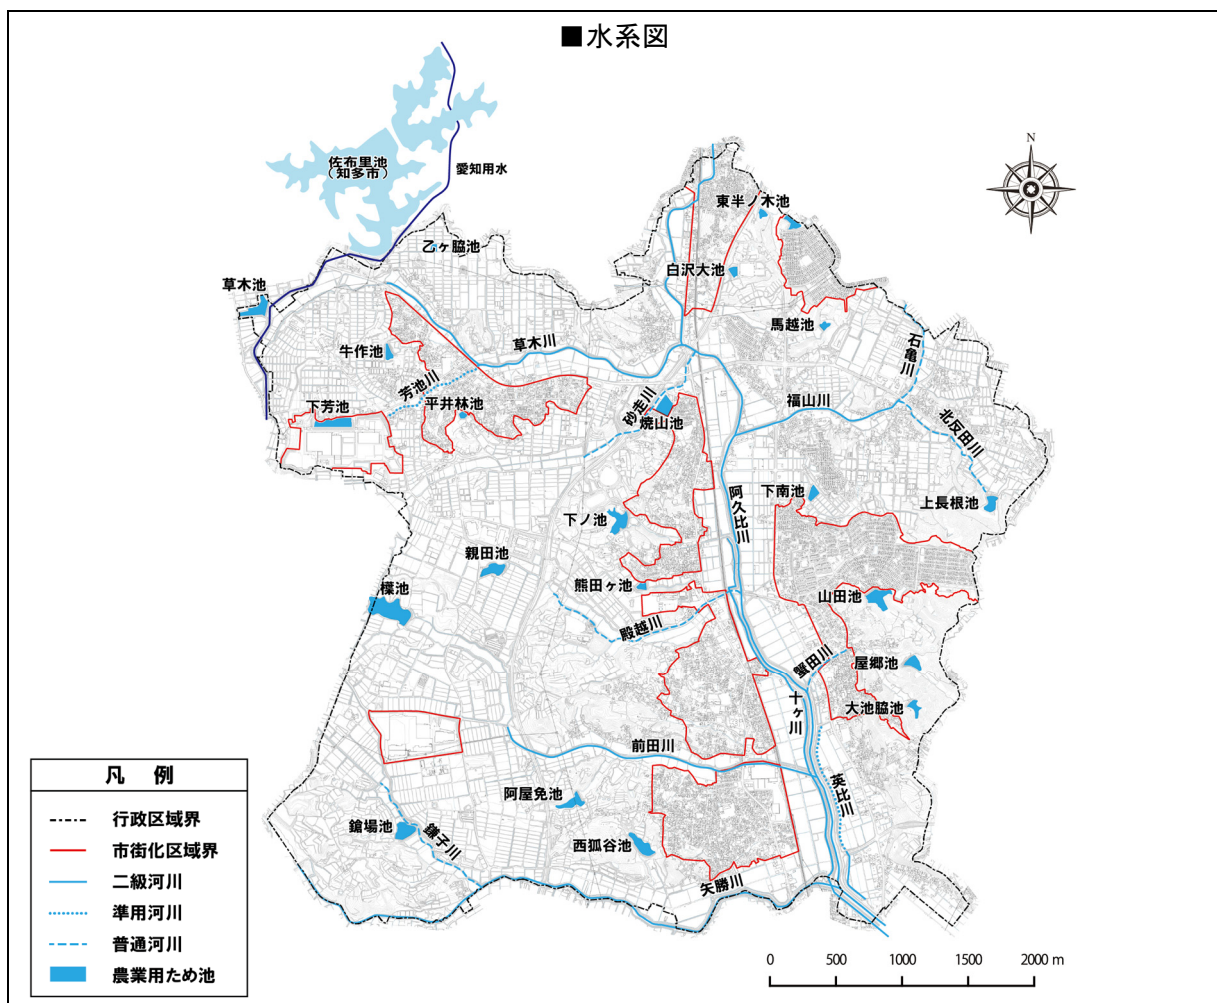 ■水系図
佐布里池
（知多市）
愛知用水
N
東半ノ木池
乙ヶ脇池
白沢大池
草木池
馬越池
石亀川
草木川
牛作池
芳池川
福山川
平井林池
下芳池
砂走川
焼山池
北反田川
下南池
阿久比川
上長根池
下ノ池
親田池
熊田ヶ池
山田池
殿越川
蟹田川
屋郷池
十ヶ川
大池脇池
前田川
英比川
阿屋免池
鎗場池
鎌子川
西狐谷池
矢勝川
凡 例
行政区域界
市街化区域界
二級河川
準用河川
普通河川
農業用ため池
0 500 1000 1500 2000 m